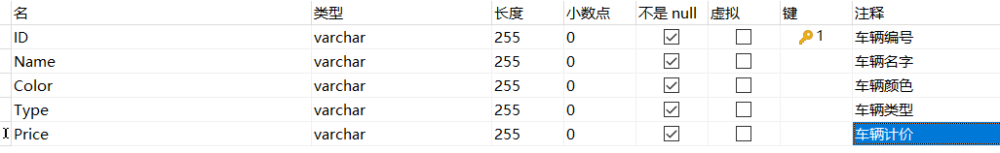 名 类型 长度 小数点 不是 null 虚拟 键 注释
ID varchar 255 0 1 车辆编号
Name varchar 255 0 车辆名字
Color varchar 255 0 车辆颜色
Type varchar 255 0 车辆类型
Price varchar 255 0 车辆计价